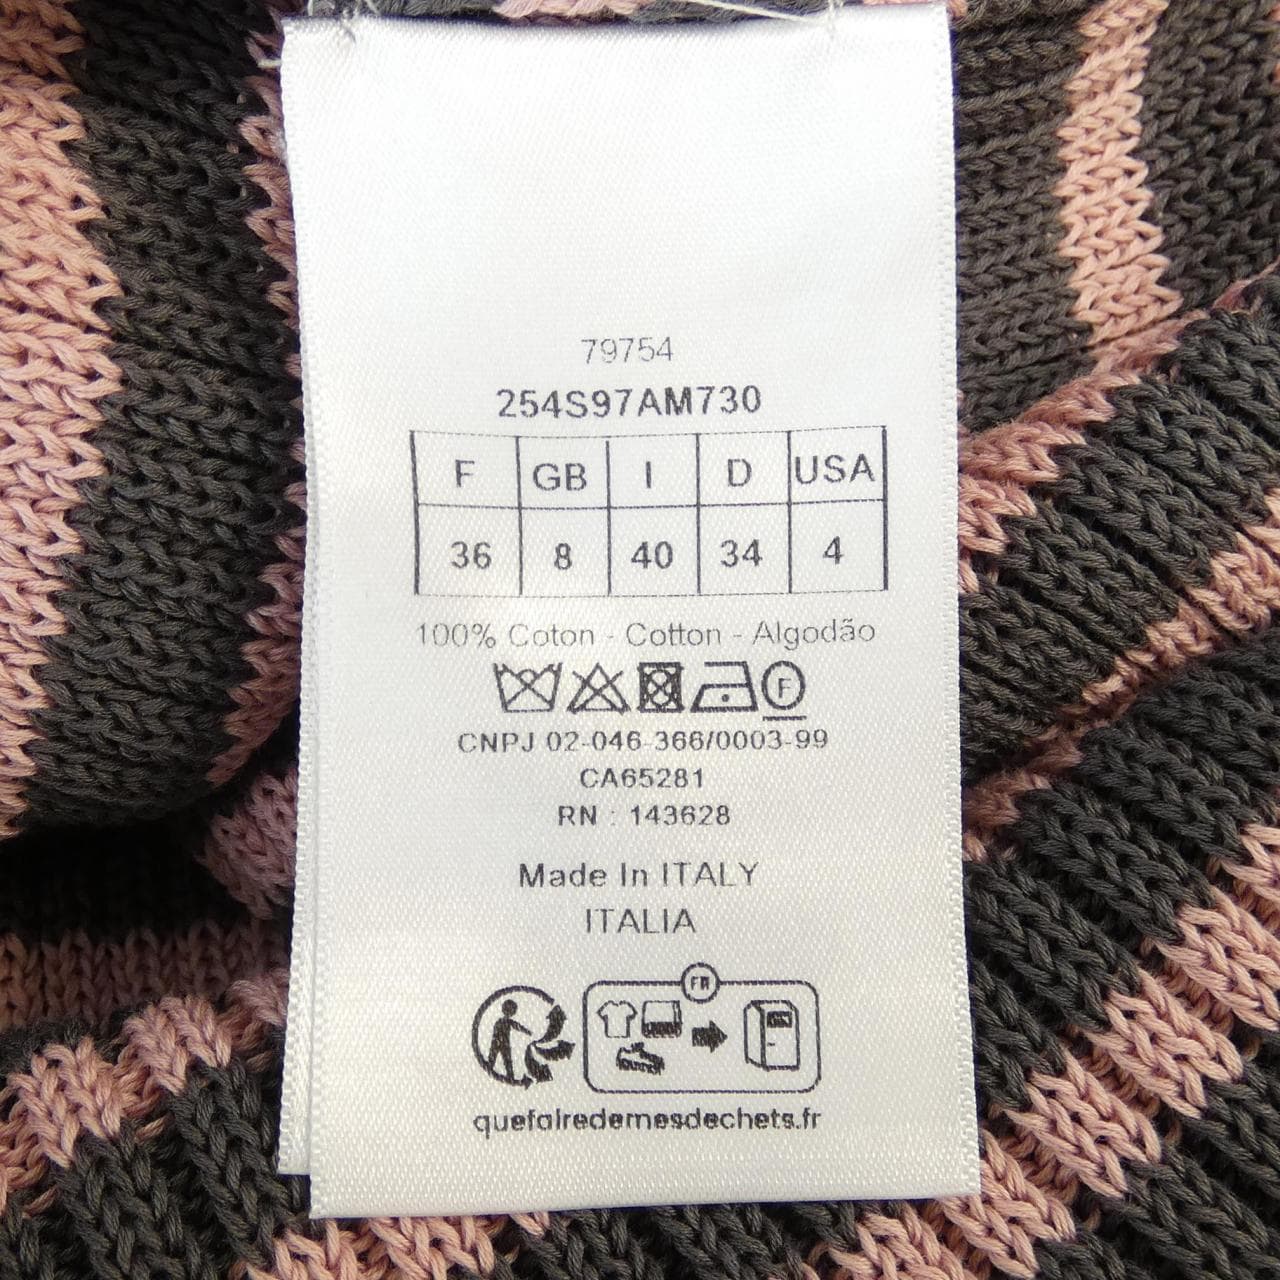 79754
254S97AM730
F GB I D USA
36 8 40 34 4
100% Coton - Cotton - Algodão
F
CNPJ 02-046-366/0003-99
CA65281
RN : 143628
Made In ITALY
ITALIA
FR
quefairedemesdechets.fr